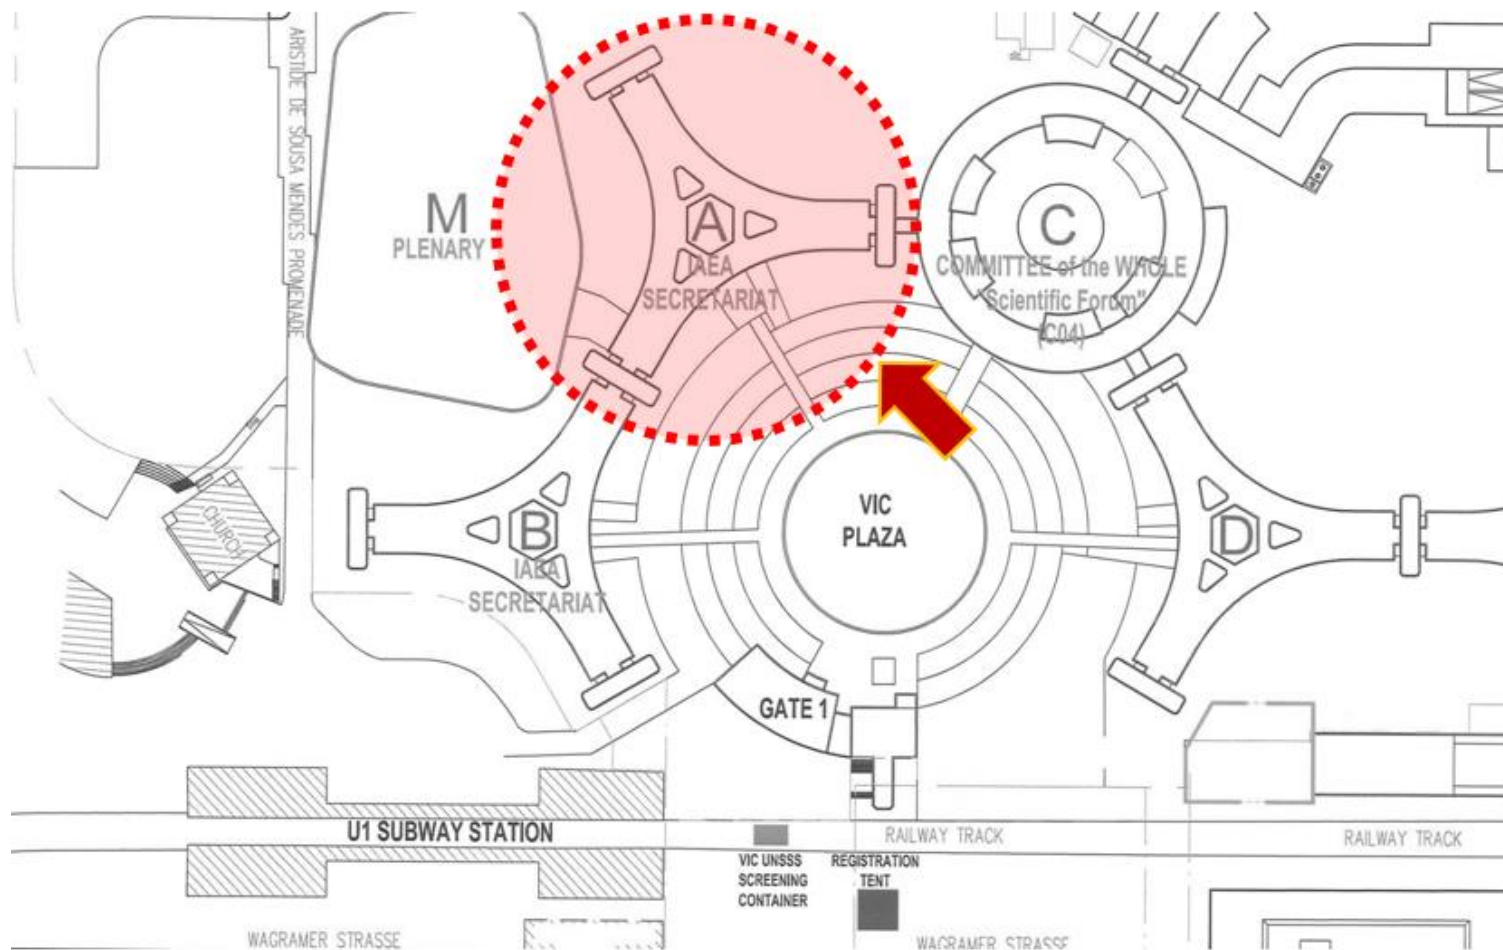 ARISTIDE DE SOUSA MENDES PROMENADE
M
PLENARY
A
IAEA
SECRETARIAT
C
COMMITTEE of the WHOLE
"Scientific Forum"
(C04)
VIC
PLAZA
B
IAEA
SECRETARIAT
D
CHURCH
GATE 1
U1 SUBWAY STATION
RAILWAY TRACK
RAILWAY TRACK
VIC UNSSS
SCREENING
CONTAINER
REGISTRATION
TENT
WAGRAMER STRASSE
WAGRAMER STRASSE